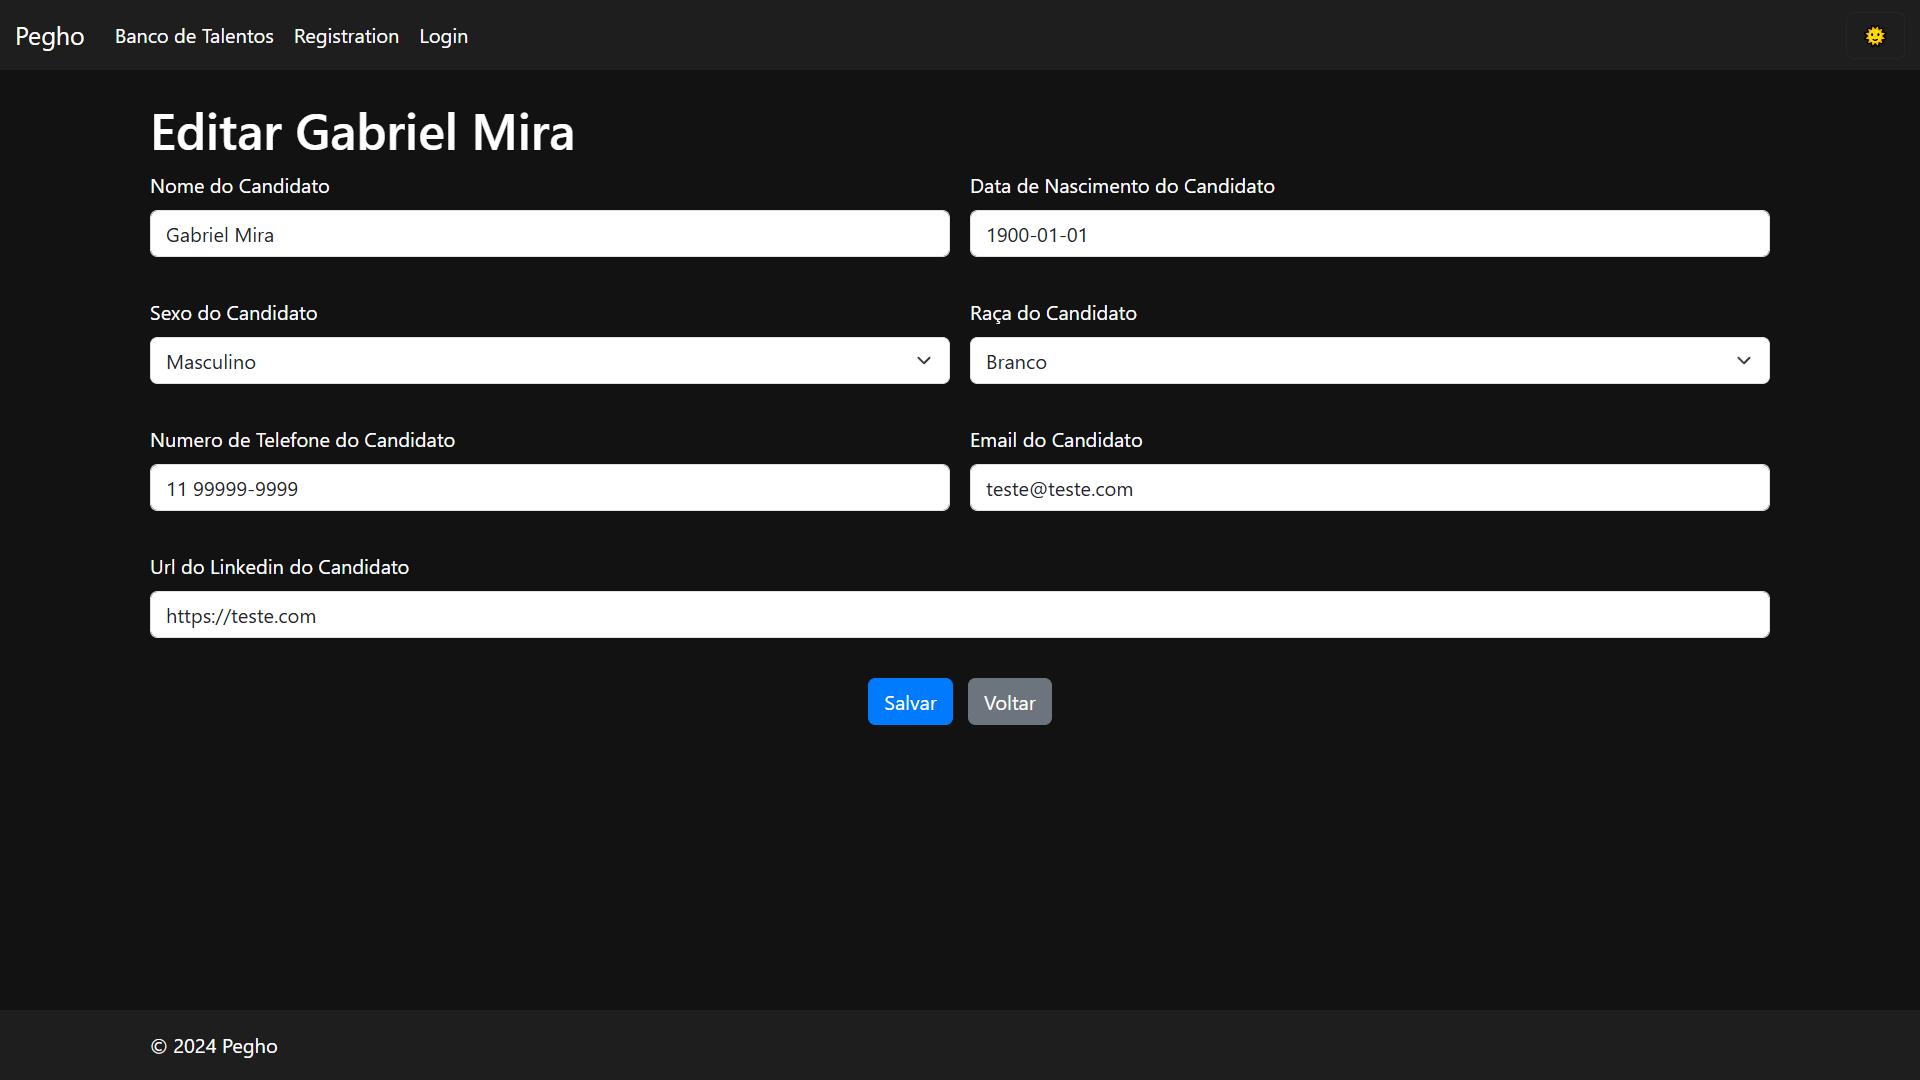 Pegho Banco de Talentos Registration Login
Editar Gabriel Mira
Nome do Candidato
Gabriel Mira
Data de Nascimento do Candidato
1900-01-01
Sexo do Candidato
Masculino
Raça do Candidato
Branco
Numero de Telefone do Candidato
11 99999-9999
Email do Candidato
teste@teste.com
Url do Linkedin do Candidato
https://teste.com
Salvar Voltar
© 2024 Pegho